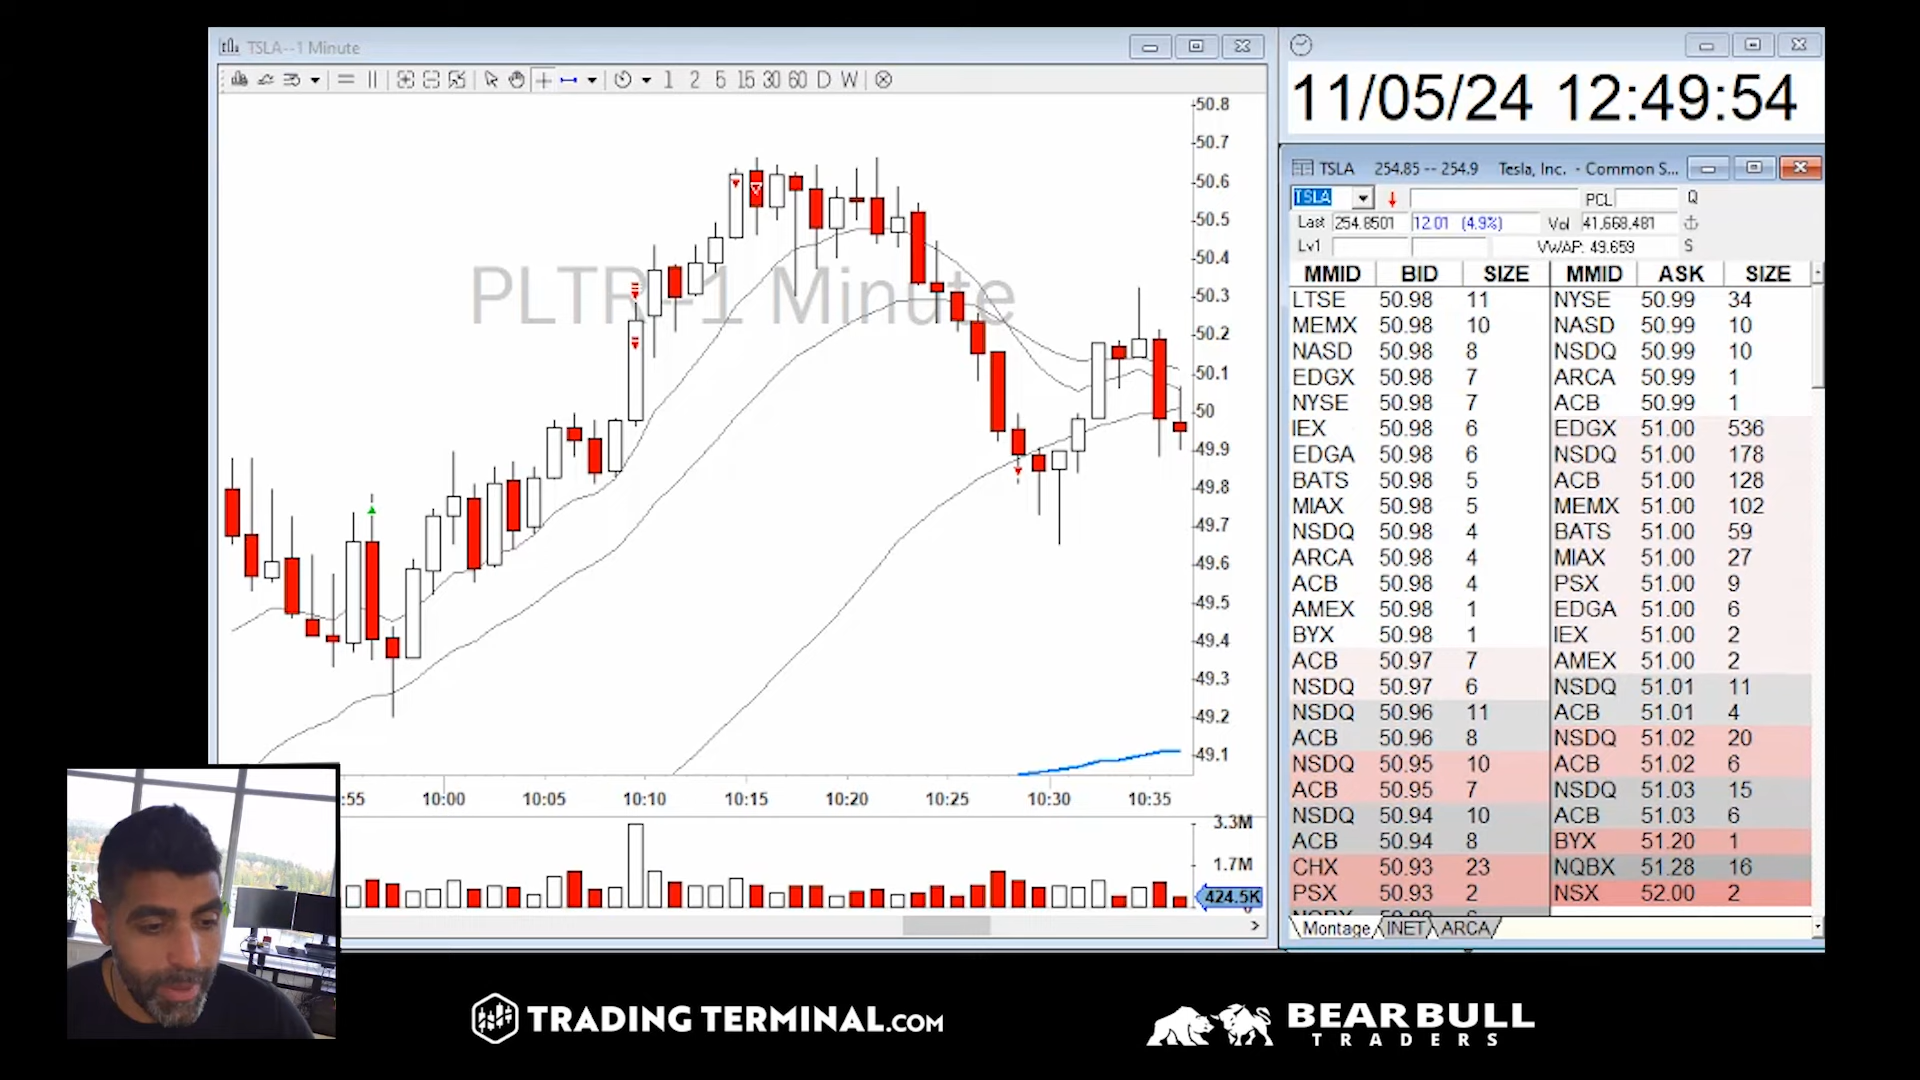 TSLA--1 Minute
1 2 5 15 30 60 D W
PLTR--1 Minute
50.8
50.7
50.6
50.5
50.4
50.3
50.2
50.1
50
49.9
49.8
49.7
49.6
49.5
49.4
49.3
49.2
49.1
:55 10:00 10:05 10:10 10:15 10:20 10:25 10:30 10:35
3.3M
1.7M
424.5K
0
11/05/24 12:49:54
TSLA 254.85 -- 254.9 Tesla, Inc. - Common S...
TSLA PCL Q
Last 254.8501 12.01 (4.9%) Vol 41,668,481
Lv1 VWAP: 49.659 S
MMID BID SIZE MMID ASK SIZE
LTSE 50.98 11 NYSE 50.99 34
MEMX 50.98 10 NASD 50.99 10
NASD 50.98 8 NSDQ 50.99 10
EDGX 50.98 7 ARCA 50.99 1
NYSE 50.98 7 ACB 50.99 1
IEX 50.98 6 EDGX 51.00 536
EDGA 50.98 6 NSDQ 51.00 178
BATS 50.98 5 ACB 51.00 128
MIAX 50.98 5 MEMX 51.00 102
NSDQ 50.98 4 BATS 51.00 59
ARCA 50.98 4 MIAX 51.00 27
ACB 50.98 4 PSX 51.00 9
AMEX 50.98 1 EDGA 51.00 6
BYX 50.98 1 IEX 51.00 2
ACB 50.97 7 AMEX 51.00 2
NSDQ 50.97 6 NSDQ 51.01 11
NSDQ 50.96 11 ACB 51.01 4
ACB 50.96 8 NSDQ 51.02 20
NSDQ 50.95 10 ACB 51.02 6
ACB 50.95 7 NSDQ 51.03 15
NSDQ 50.94 10 ACB 51.03 6
ACB 50.94 8 BYX 51.20 1
CHX 50.93 23 NQBX 51.28 16
PSX 50.93 2 NSX 52.00 2
Montage INET ARCA
TRADING TERMINAL.COM
BEAR BULL
TRADERS